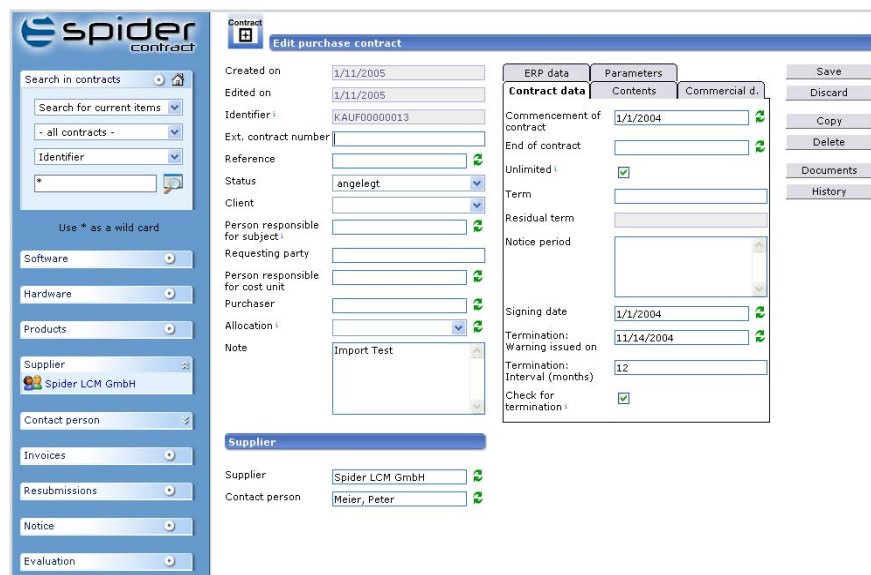 spider
contract
Search in contracts
Search for current items
- all contracts -
Identifier
*
Use * as a wild card
Software
Hardware
Products
Supplier
Spider LCM GmbH
Contact person
Invoices
Resubmissions
Notice
Evaluation
Contract
Edit purchase contract
Created on 1/11/2005
Edited on 1/11/2005
Identifier i KAUF00000013
Ext. contract number
Reference
Status angelegt
Client
Person responsible
for subject i
Requesting party
Person responsible
for cost unit
Purchaser
Allocation i
Note Import Test
Supplier
Supplier Spider LCM GmbH
Contact person Meier, Peter
ERP data Parameters
Contract data Contents Commercial d.
Commencement of
contract 1/1/2004
End of contract
Unlimited i
Term
Residual term
Notice period
Signing date 1/1/2004
Termination:
Warning issued on 11/14/2004
Termination:
Interval (months) 12
Check for
termination i
Save
Discard
Copy
Delete
Documents
History